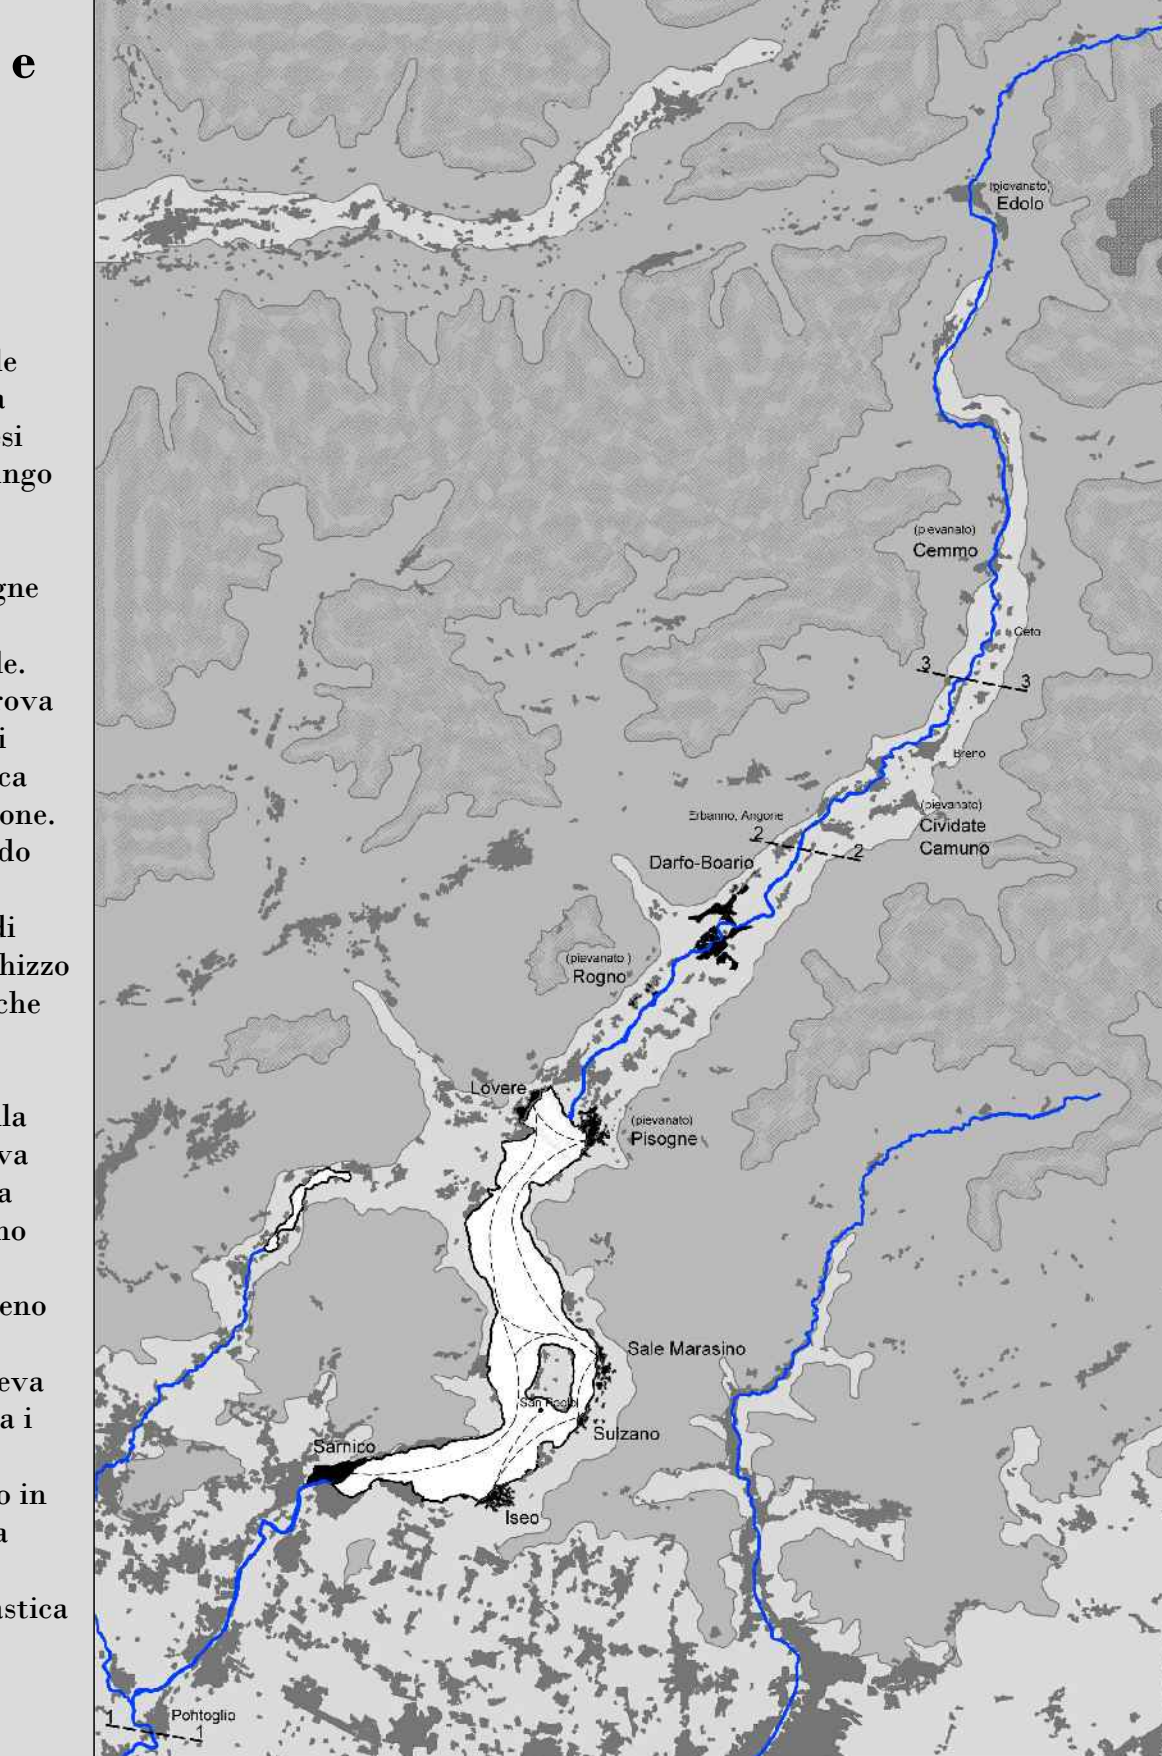 e
le
a
si
ngo
gne
le.
rova
i
ca
one.
do
di
hizzo
che
lla
va
a
no
eno
eva
a i
o in
a
astica
(piovanato)
Edolo
(pievanato)
Cemmo
Ceto
3
3
Breno
(pievanato)
Cividate
Camuno
Erbanno, Angone
2
2
Darfo-Boario
(pievanato )
Rogno
Lovere
(pievanato)
Pisogne
Sale Marasino
San Paolo
Sulzano
Sarnico
Iseo
Pontoglio
1
1